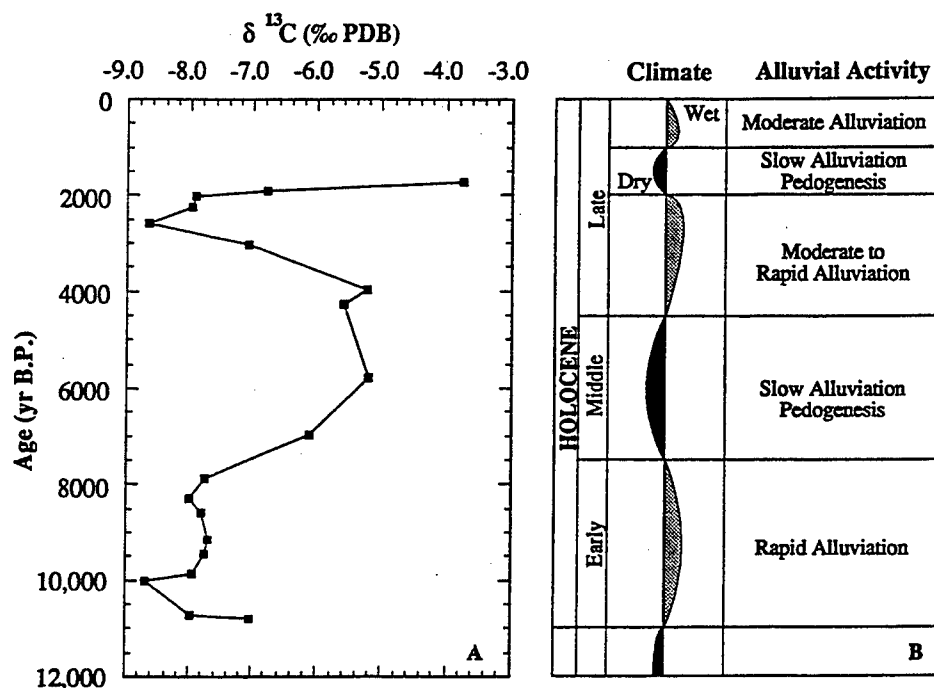 δ ¹³C (‰ PDB)
-9.0 -8.0 -7.0 -6.0 -5.0 -4.0 -3.0
Age (yr B.P.)
0
2000
4000
6000
8000
10,000
12,000
A
Climate Alluvial Activity
HOLOCENE
Late
Middle
Early
Wet
Dry
Moderate Alluviation
Slow Alluviation
Pedogenesis
Moderate to
Rapid Alluviation
Slow Alluviation
Pedogenesis
Rapid Alluviation
B